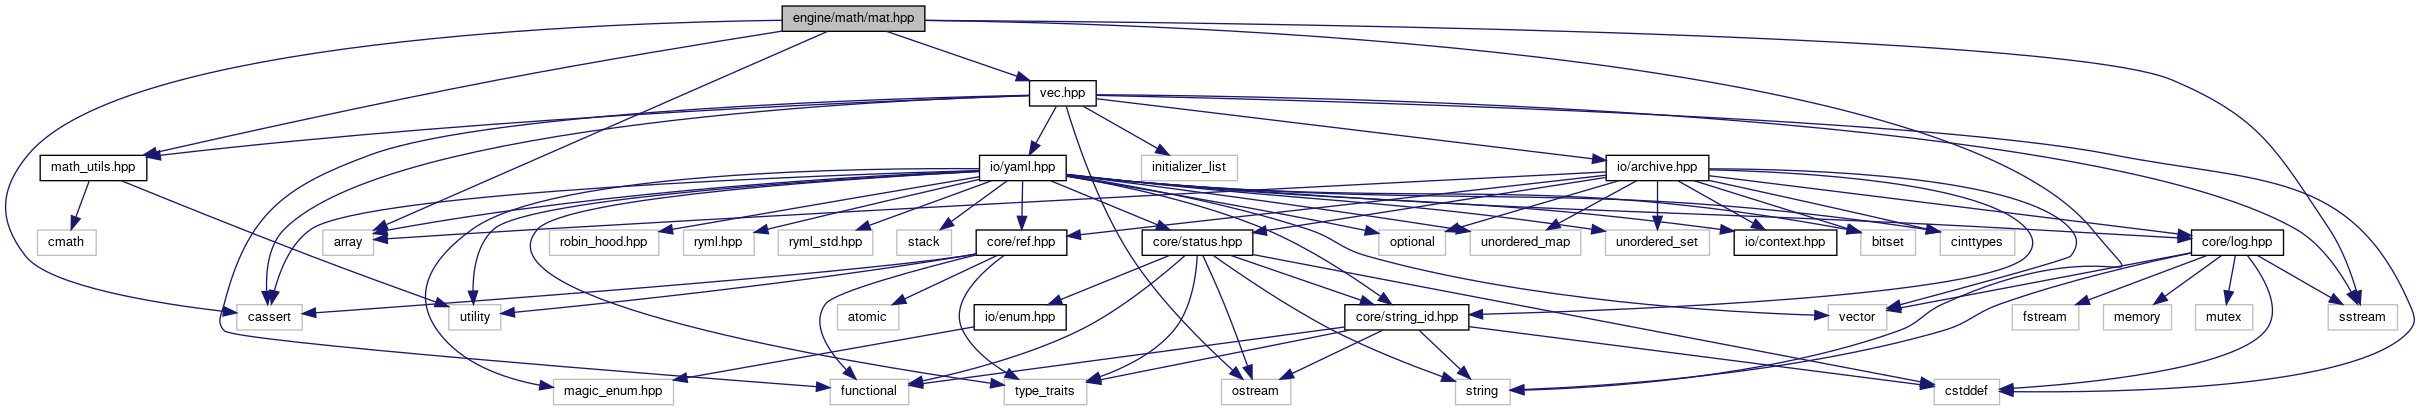 engine/math/mat.hpp
vec.hpp
math_utils.hpp
io/yaml.hpp
initializer_list
io/archive.hpp
cmath
array
robin_hood.hpp
ryml.hpp
ryml_std.hpp
stack
core/ref.hpp
core/status.hpp
optional
unordered_map
unordered_set
io/context.hpp
bitset
cinttypes
core/log.hpp
cassert
utility
atomic
io/enum.hpp
core/string_id.hpp
vector
fstream
memory
mutex
sstream
magic_enum.hpp
functional
type_traits
ostream
string
cstddef